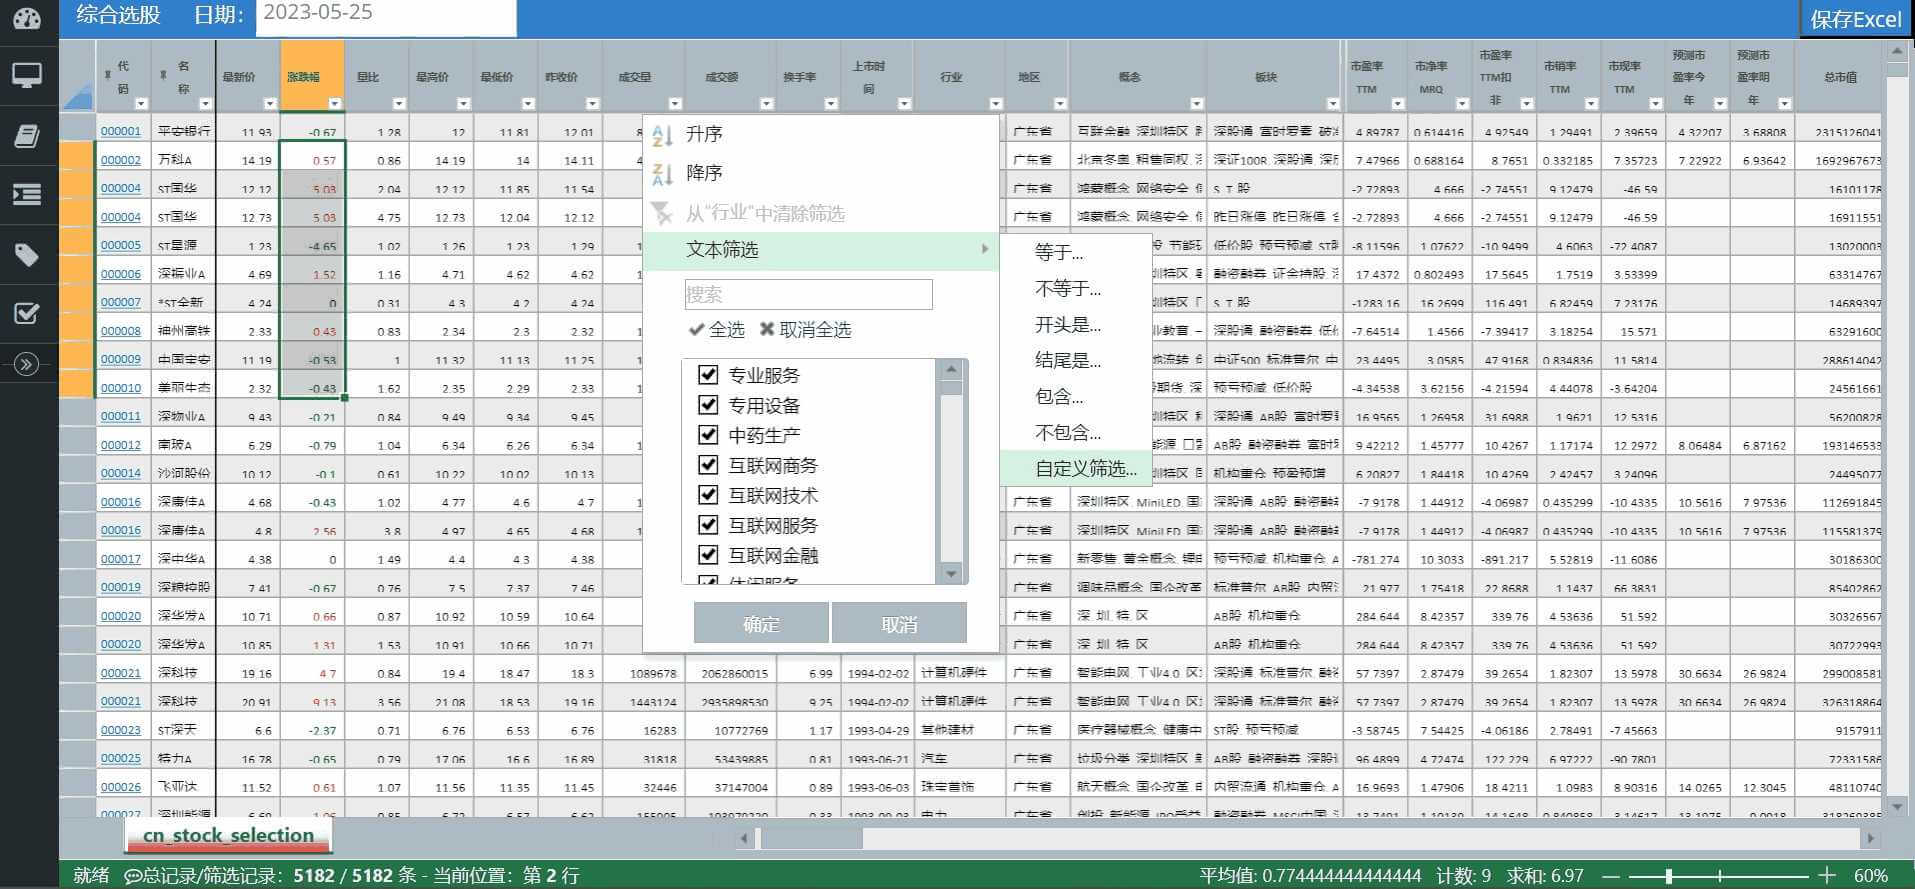 综合选股 日期： 2023-05-25 保存Excel
代码 名称 最新价 涨跌幅 量比 最高价 最低价 昨收价 成交量 成交额 换手率 上市时间 行业 地区 概念 板块 市盈率TTM 市净率MRQ 市盈率TTM扣非 市销率TTM 市现率TTM 预测市盈率今年 预测市盈率明年 总市值
000001 平安银行 11.93 -0.67 1.28 12 11.81 12.01 广东省 互联金融 深圳特区 深股通 富时罗素 破净 4.89787 0.614416 4.92549 1.29491 2.39659 4.32207 3.68808 2315126041
000002 万科A 14.19 0.57 0.86 14.19 14 14.11 广东省 北京冬奥 租售同权 深证100R 深股通 7.47966 0.688164 8.7651 0.332185 7.35723 7.22922 6.93642 1692967673
000004 ST国华 12.12 5.03 2.04 12.12 11.85 11.54 广东省 鸿蒙概念 网络安全 S_T_股 -2.72893 4.666 -2.74551 9.12479 -46.59 16101178
000004 ST国华 12.73 5.03 4.75 12.73 12.04 12.12 广东省 鸿蒙概念 网络安全 昨日涨停 昨日涨停 -2.72893 4.666 -2.74551 9.12479 -46.59 16911551
000005 ST星源 1.23 -4.65 1.02 1.26 1.23 1.29 节能环 低价股 预亏预减 ST股 -8.11596 1.07622 -10.9499 4.6063 -72.4087 13020003
000006 深振业A 4.69 1.52 1.16 4.71 4.62 4.62 圳特区 融资融券 证金持股 17.4372 0.802493 17.5645 1.7519 3.53399 63314767
000007 *ST全新 4.24 0 0.31 4.3 4.2 4.24 圳特区 S_T_股 -1283.16 16.2699 116.491 6.82459 7.23176 14689397
000008 神州高铁 2.33 0.43 0.83 2.34 2.3 2.32 业教育 深股通 融资融券 低价 -7.64514 1.4566 -7.39417 3.18254 15.571 63291600
000009 中国宝安 11.19 -0.53 1 11.32 11.13 11.25 地流转 中证500 标准普尔 23.4495 3.0585 47.9168 0.834836 11.5814 288614042
000010 美丽生态 2.32 -0.43 1.62 2.35 2.29 2.33 股期货 预亏预减 低价股 -4.34538 3.62156 -4.21594 4.44078 -3.64204 24561661
000011 深物业A 9.43 -0.21 0.84 9.49 9.34 9.45 圳特区 深股通 AB股 富时罗素 16.9565 1.26958 31.6988 1.9621 12.5316 56200828
000012 南玻A 6.29 -0.79 1.04 6.34 6.26 6.34 能源 AB股 融资融券 富时罗 9.42212 1.45777 10.4267 1.17174 12.2972 8.06484 6.87162 193146533
000014 沙河股份 10.12 -0.1 0.61 10.22 10.02 10.13 圳特区 机构重仓 预盈预增 6.20827 1.84418 10.4269 2.42457 3.24096 24495077
000016 深康佳A 4.68 -0.43 1.02 4.77 4.6 4.7 广东省 深圳特区 MiniLED 国 深股通 AB股 融资融 -7.9178 1.44912 -4.06987 0.435299 -10.4335 10.5616 7.97536 112691845
000016 深康佳A 4.8 2.56 3.8 4.97 4.65 4.68 广东省 深圳特区 MiniLED 国 深股通 AB股 融资融 -7.9178 1.44912 -4.06987 0.435299 -10.4335 10.5616 7.97536 115581379
000017 深中华A 4.38 0 1.49 4.4 4.3 4.38 广东省 新零售 黄金概念 锂电 预亏预减 机构重仓 -781.274 10.3033 -891.217 5.52819 -11.6086 30186300
000019 深粮控股 7.41 -0.67 0.76 7.5 7.37 7.46 广东省 调味品概念 国企改革 标准普尔 AB股 内贸流 21.977 1.75418 22.8688 1.1437 66.3831 85402862
000020 深华发A 10.71 0.66 0.87 10.92 10.59 10.64 广东省 深_圳_特_区 AB股 机构重仓 284.644 8.42357 339.76 4.53636 51.592 30326567
000020 深华发A 10.85 1.31 1.53 10.91 10.66 10.71 广东省 深_圳_特_区 AB股 机构重仓 284.644 8.42357 339.76 4.53636 51.592 30722993
000021 深科技 19.16 4.7 0.84 19.4 18.47 18.3 1089678 2062860015 6.99 1994-02-02 计算机硬件 广东省 智能电网 工业4.0 区 深股通 标准普尔 融资 57.7397 2.87479 39.2654 1.82307 13.5978 30.6634 26.9824 299008581
000021 深科技 20.91 9.13 3.56 21.08 18.53 19.16 1443124 2935898530 9.25 1994-02-02 计算机硬件 广东省 智能电网 工业4.0 区 深股通 标准普尔 融资 57.7397 2.87479 39.2654 1.82307 13.5978 30.6634 26.9824 326318864
000023 ST深天 6.6 -2.37 0.71 6.76 6.53 6.76 16283 10772769 1.17 1993-04-29 其他建材 广东省 医疗器械概念 健康中 ST股 预亏预减 -3.58745 7.54425 -4.06186 2.78491 -7.45663 9157911
000025 特力A 16.78 -0.65 0.79 17.06 16.6 16.89 31818 53439885 0.81 1993-06-21 汽车 广东省 垃圾分类 深圳特区 AB股 融资融券 深股通 96.4899 4.72474 122.229 6.97222 -90.7801 72331586
000026 飞亚达 11.52 0.61 1.07 11.56 11.35 11.45 32446 37147004 0.89 1993-06-03 珠宝首饰 广东省 航天概念 国企改革 内贸流通 机构重仓 16.9693 1.47906 18.4211 1.0983 8.90316 14.0265 12.3045 48110740
000027 深圳能源
升序
降序
从"行业"中清除筛选
文本筛选
搜索
全选 取消全选
专业服务
专用设备
中药生产
互联网商务
互联网技术
互联网服务
互联网金融
休闲服务
确定 取消
等于...
不等于...
开头是...
结尾是...
包含...
不包含...
自定义筛选...
cn_stock_selection
就绪 总记录/筛选记录：5182 / 5182 条 - 当前位置：第 2 行 平均值: 0.774444444444444 计数: 9 求和: 6.97 60%